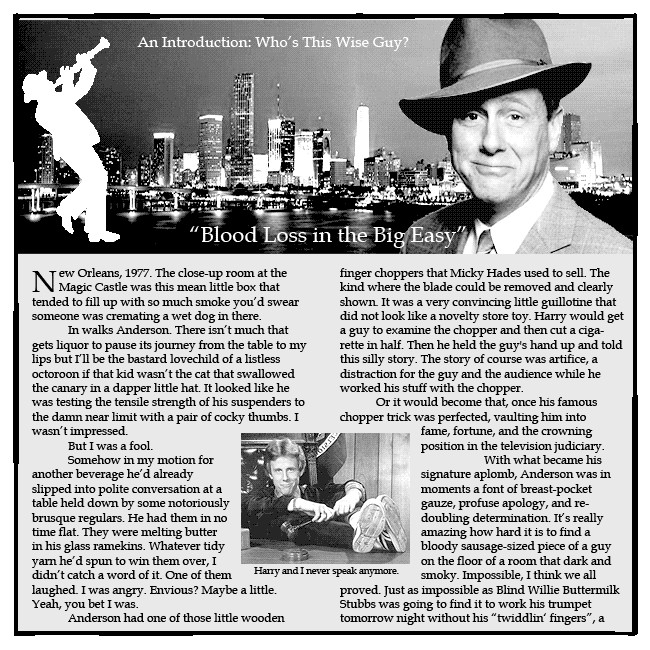 An Introduction: Who's This Wise Guy?
"Blood Loss in the Big Easy"
New Orleans, 1977. The close-up room at the
Magic Castle was this mean little box that
tended to fill up with so much smoke you'd swear
someone was cremating a wet dog in there.
In walks Anderson. There isn't much that
gets liquor to pause its journey from the table to my
lips but I'll be the bastard lovechild of a listless
octoroon if that kid wasn't the cat that swallowed
the canary in a dapper little hat. It looked like he
was testing the tensile strength of his suspenders to
the damn near limit with a pair of cocky thumbs. I
wasn't impressed.
But I was a fool.
Somehow in my motion for
another beverage he'd already
slipped into polite conversation at a
table held down by some notoriously
brusque regulars. He had them in no
time flat. They were melting butter
in his glass ramekins. Whatever tidy
yarn he'd spun to win them over, I
didn't catch a word of it. One of them
laughed. I was angry. Envious? Maybe a little.
Yeah, you bet I was.
Anderson had one of those little wooden
finger choppers that Micky Hades used to sell. The
kind where the blade could be removed and clearly
shown. It was a very convincing little guillotine that
did not look like a novelty store toy. Harry would get
a guy to examine the chopper and then cut a ciga-
rette in half. Then he held the guy's hand up and told
this silly story. The story of course was artifice, a
distraction for the guy and the audience while he
worked his stuff with the chopper.
Or it would become that, once his famous
chopper trick was perfected, vaulting him into
fame, fortune, and the crowning
position in the television judiciary.
With what became his
signature aplomb, Anderson was in
moments a font of breast-pocket
gauze, profuse apology, and re-
doubling determination. It's really
amazing how hard it is to find a
bloody sausage-sized piece of a guy
on the floor of a room that dark and
smoky. Impossible, I think we all
proved. Just as impossible as Blind Willie Buttermilk
Stubbs was going to find it to work his trumpet
tomorrow night without his "twiddlin' fingers", a
Harry and I never speak anymore.